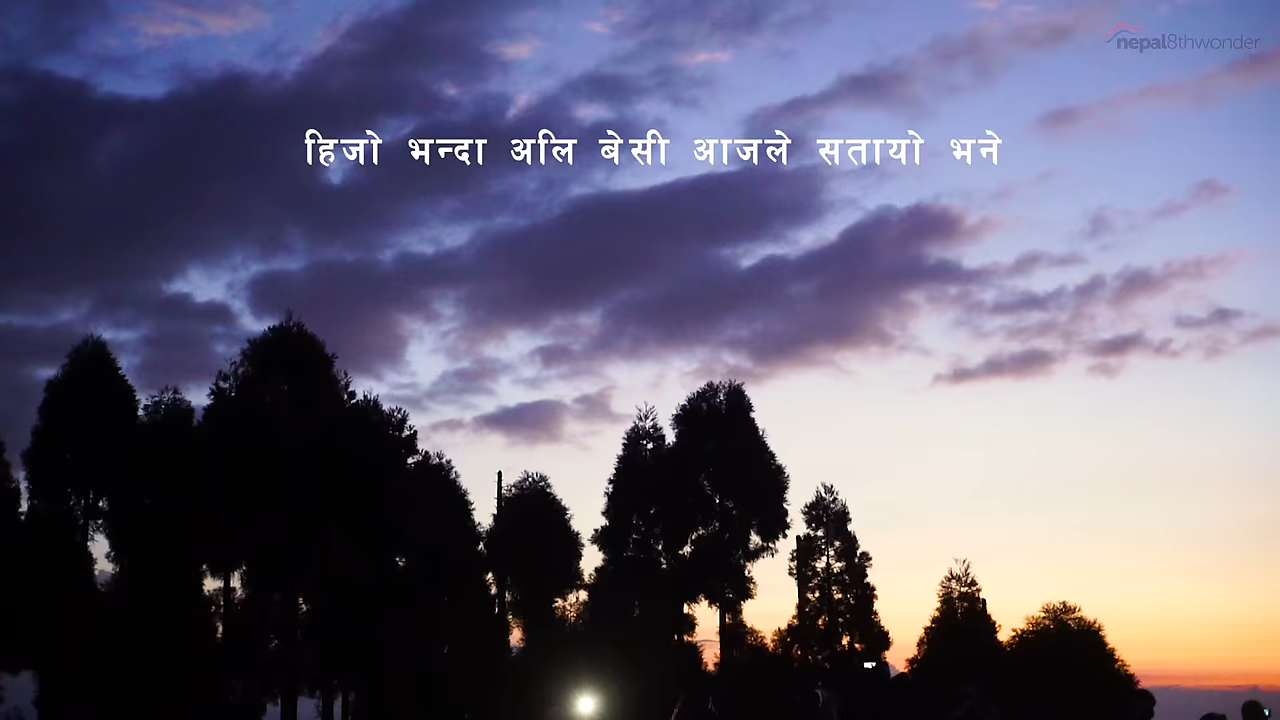 nepal8thwonder
हिजो भन्दा अलि बेसी आजले सतायो भने